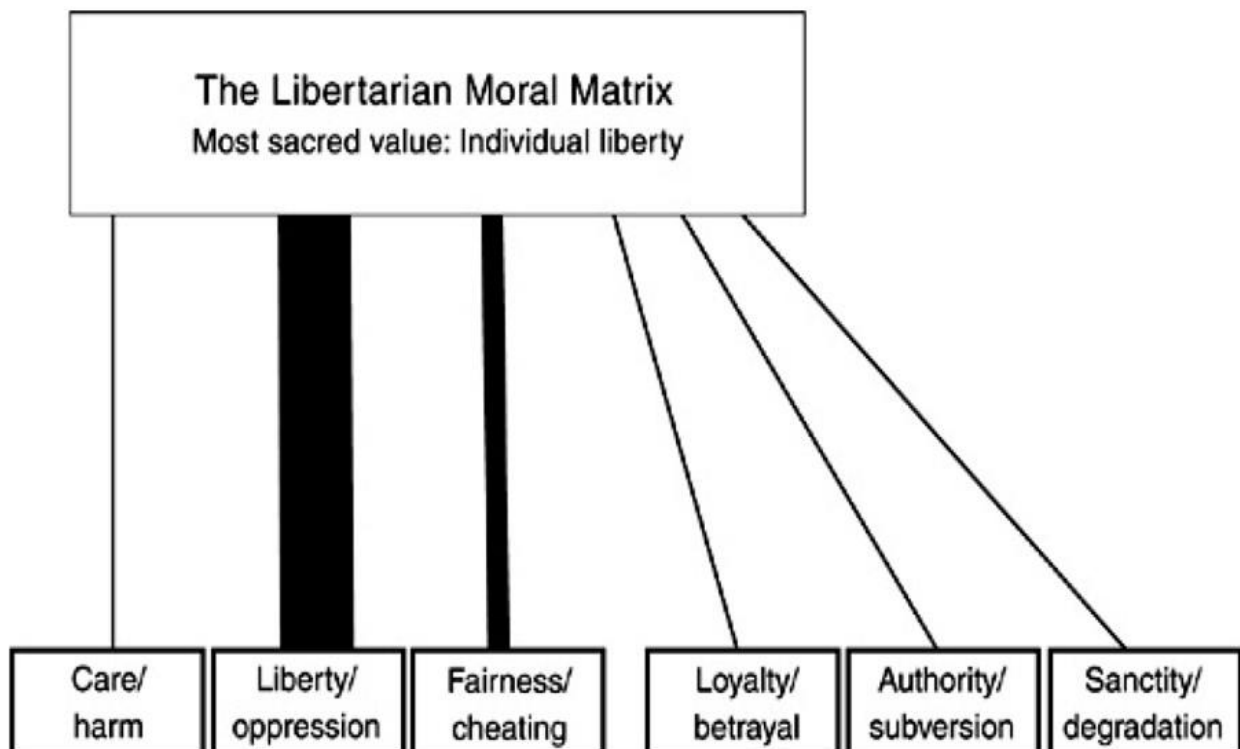 The Libertarian Moral Matrix
Most sacred value: Individual liberty
Care/
harm
Liberty/
oppression
Fairness/
cheating
Loyalty/
betrayal
Authority/
subversion
Sanctity/
degradation